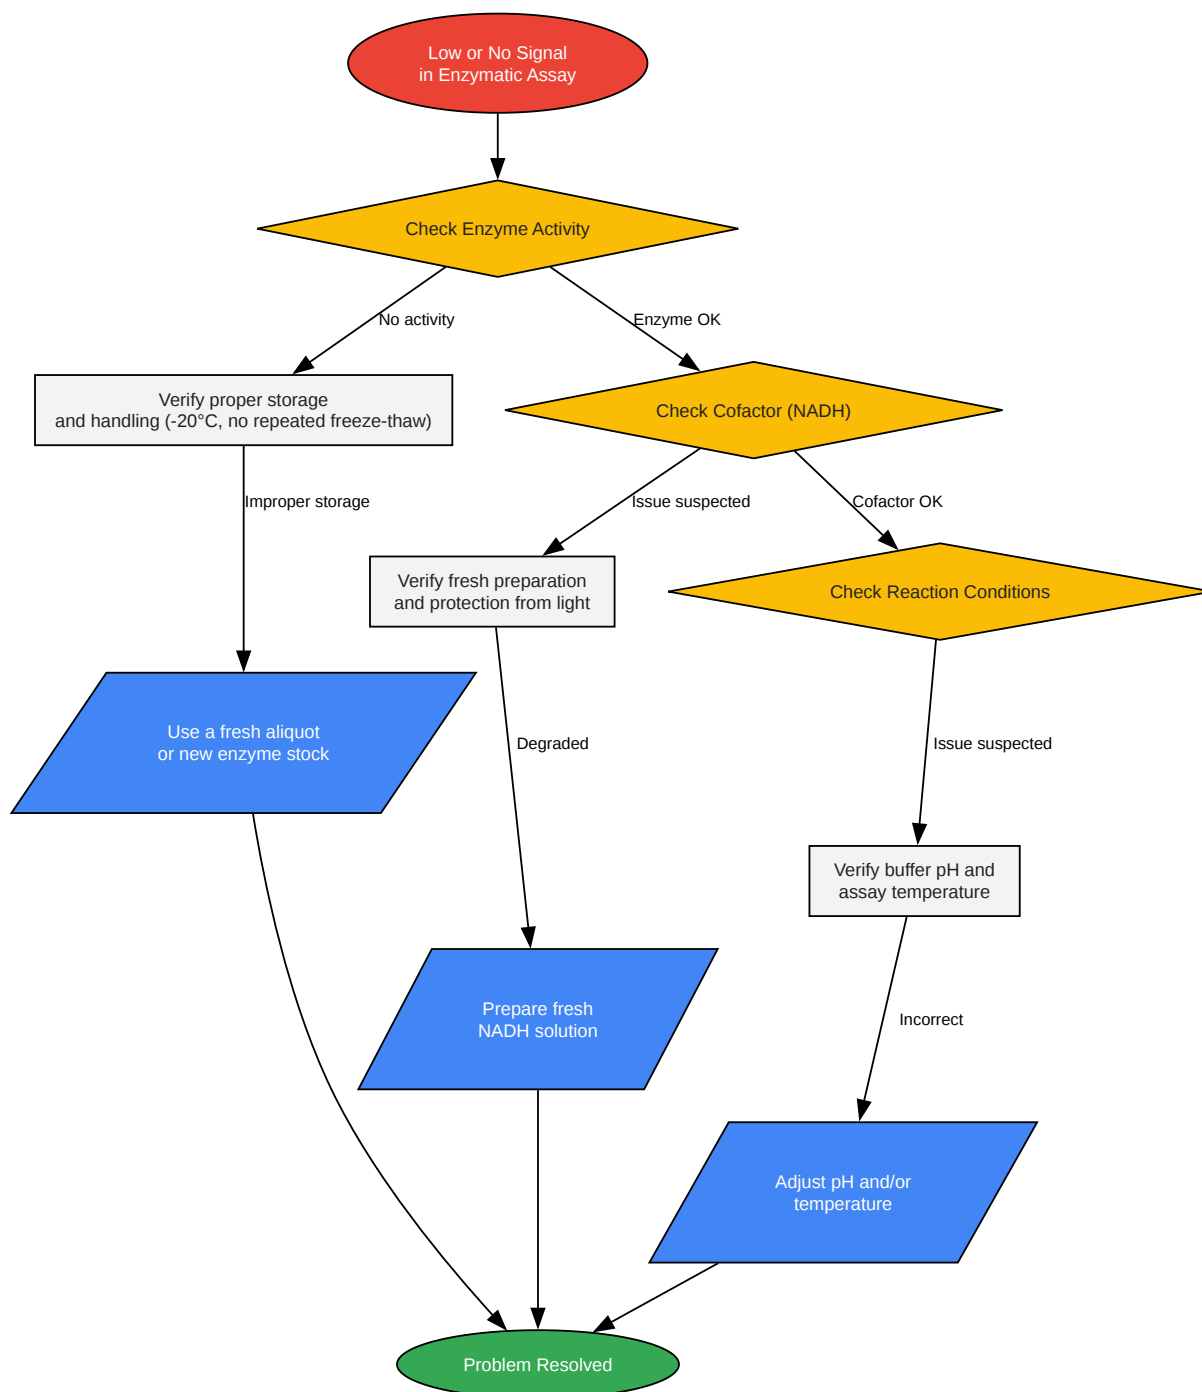 Low or No Signal
in Enzymatic Assay
Check Enzyme Activity
No activity
Enzyme OK
Verify proper storage
and handling (-20°C, no repeated freeze-thaw)
Check Cofactor (NADH)
Improper storage
Issue suspected
Cofactor OK
Verify fresh preparation
and protection from light
Check Reaction Conditions
Use a fresh aliquot
or new enzyme stock
Degraded
Issue suspected
Verify buffer pH and
assay temperature
Prepare fresh
NADH solution
Incorrect
Adjust pH and/or
temperature
Problem Resolved